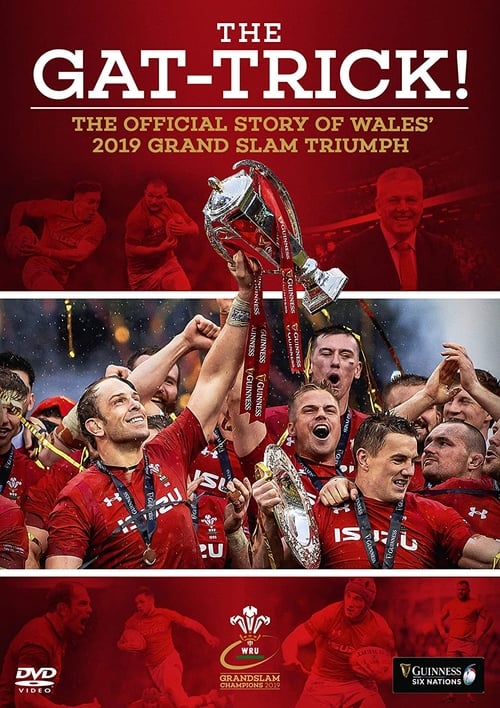 THE
GAT-TRICK!
THE OFFICIAL STORY OF WALES'
2019 GRAND SLAM TRIUMPH
GUINNESS
GUINNESS
GUINNESS
GUINNESS
ISUZU
ISUZU
WRU
GRANDSLAM
CHAMPIONS 2019
DVD
VIDEO
GUINNESS
SIX NATIONS